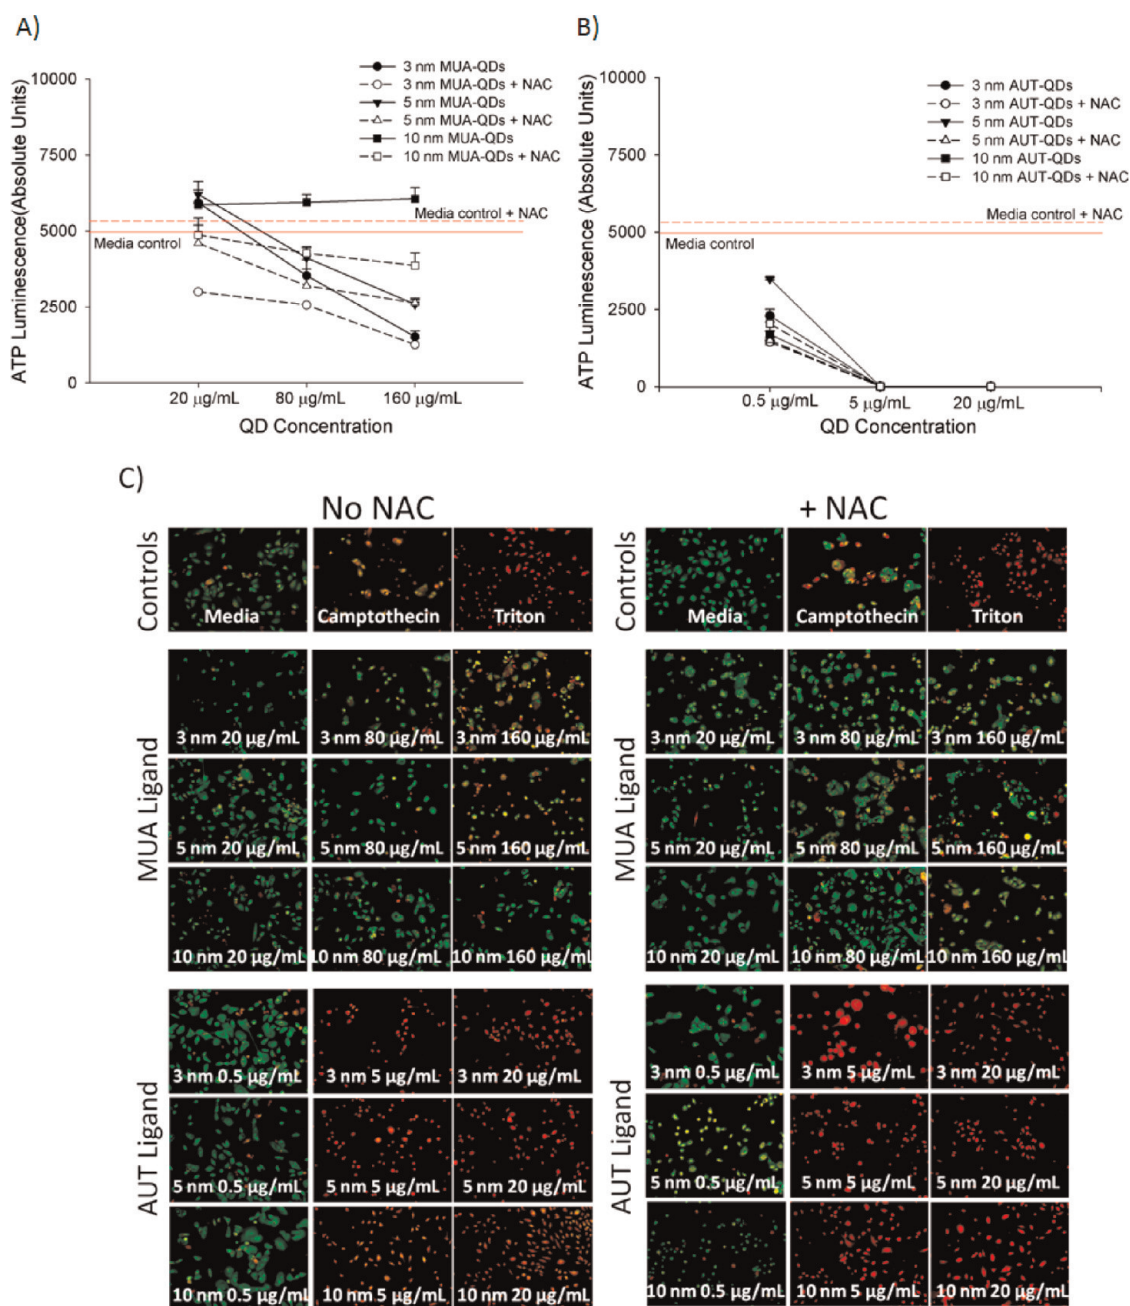 A)
B)
10000
7500
5000
2500
0
ATP Luminescence(Absolute Units)
3 nm MUA-QDs
3 nm MUA-QDs + NAC
5 nm MUA-QDs
5 nm MUA-QDs + NAC
10 nm MUA-QDs
10 nm MUA-QDs + NAC
Media control + NAC
Media control
20 µg/mL
80 µg/mL
160 µg/mL
QD Concentration
10000
7500
5000
2500
0
ATP Luminescence (Absolute Units)
3 nm AUT-QDs
3 nm AUT-QDs + NAC
5 nm AUT-QDs
5 nm AUT-QDs + NAC
10 nm AUT-QDs
10 nm AUT-QDs + NAC
Media control + NAC
Media control
0.5 µg/mL
5 µg/mL
20 µg/mL
QD Concentration
C)
No NAC
+ NAC
Controls
Media
Camptothecin
Triton
Controls
Media
Camptothecin
Triton
MUA Ligand
3 nm 20 µg/mL
3 nm 80 µg/mL
3 nm 160 µg/mL
5 nm 20 µg/mL
5 nm 80 µg/mL
5 nm 160 µg/mL
10 nm 20 µg/mL
10 nm 80 µg/mL
10 nm 160 µg/mL
MUA Ligand
3 nm 20 µg/mL
3 nm 80 µg/mL
3 nm 160 µg/mL
5 nm 20 µg/mL
5 nm 80 µg/mL
5 nm 160 µg/mL
10 nm 20 µg/mL
10 nm 80 µg/mL
10 nm 160 µg/mL
AUT Ligand
3 nm 0.5 µg/mL
3 nm 5 µg/mL
3 nm 20 µg/mL
5 nm 0.5 µg/mL
5 nm 5 µg/mL
5 nm 20 µg/mL
10 nm 0.5 µg/mL
10 nm 5 µg/mL
10 nm 20 µg/mL
AUT Ligand
3 nm 0.5 µg/mL
3 nm 5 µg/mL
3 nm 20 µg/mL
5 nm 0.5 µg/mL
5 nm 5 µg/mL
5 nm 20 µg/mL
10 nm 0.5 µg/mL
10 nm 5 µg/mL
10 nm 20 µg/mL